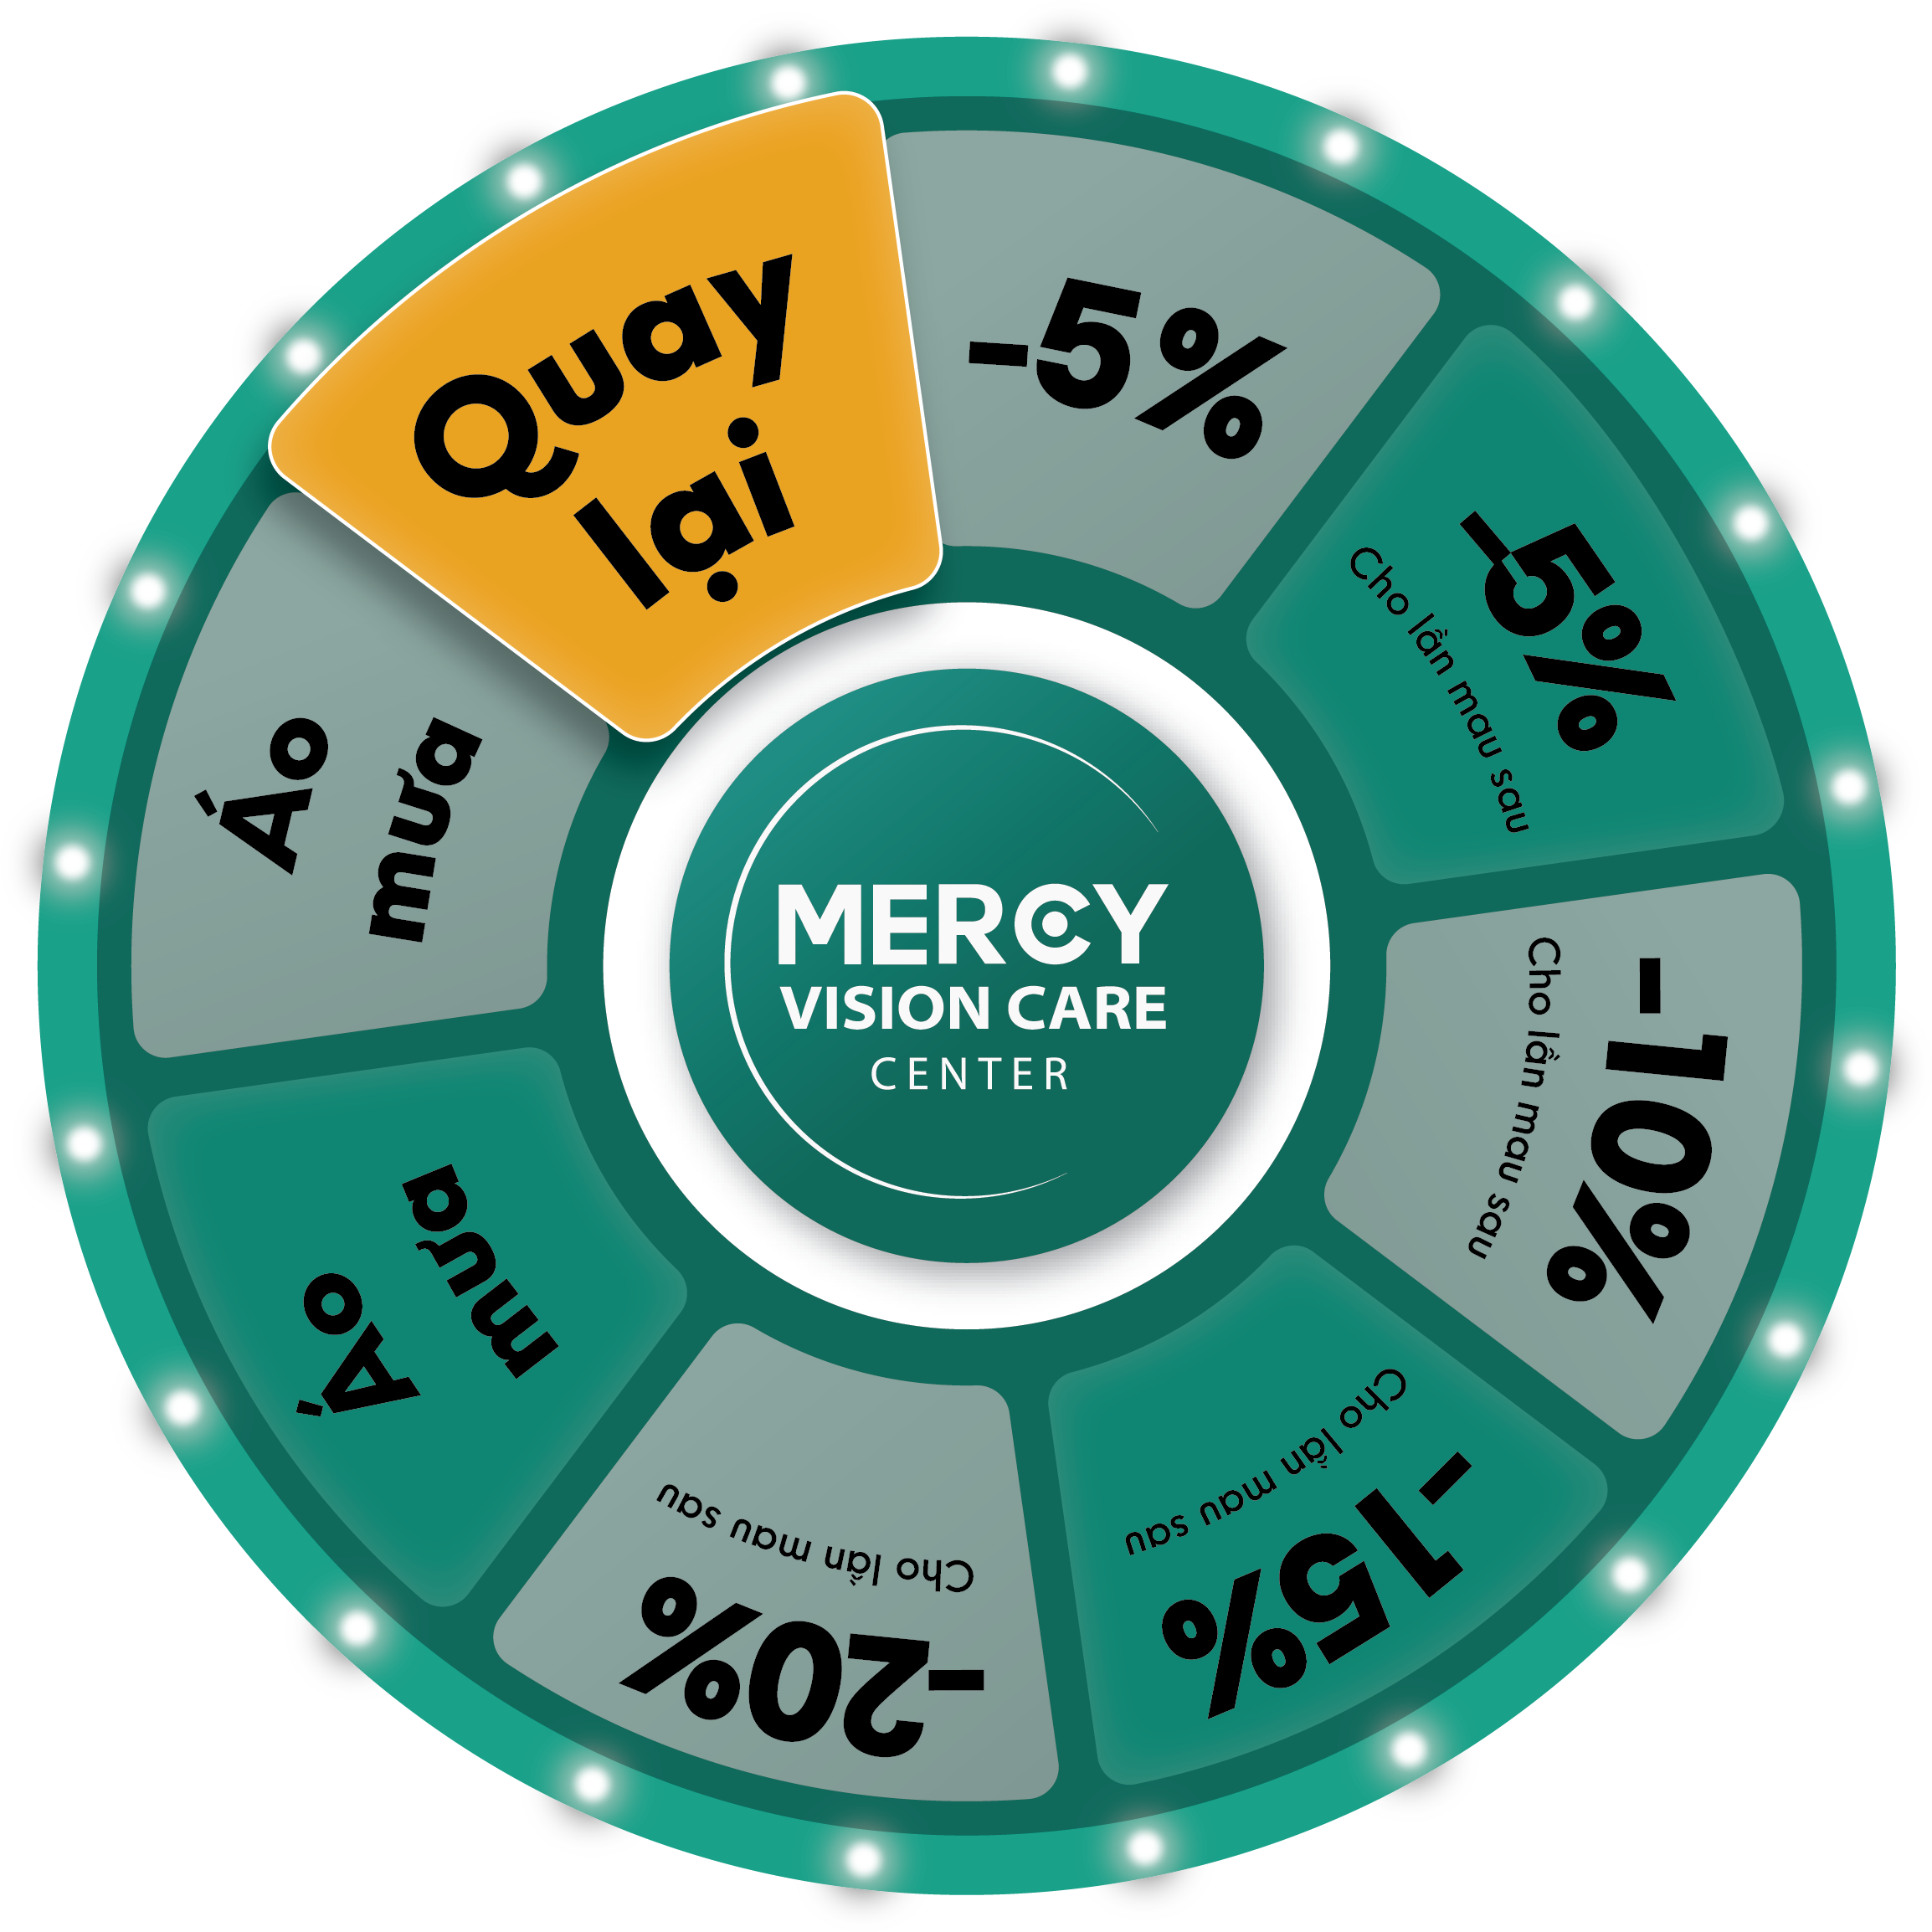 Quay
lại
-5%
-5%
Cho lần mau sau
-10%
Cho lần mau sau
Cho lần mau sau
-15%
Cho lần mau sau
-20%
Áo
mưa
Áo
mưa
MERCY
VISION CARE
CENTER